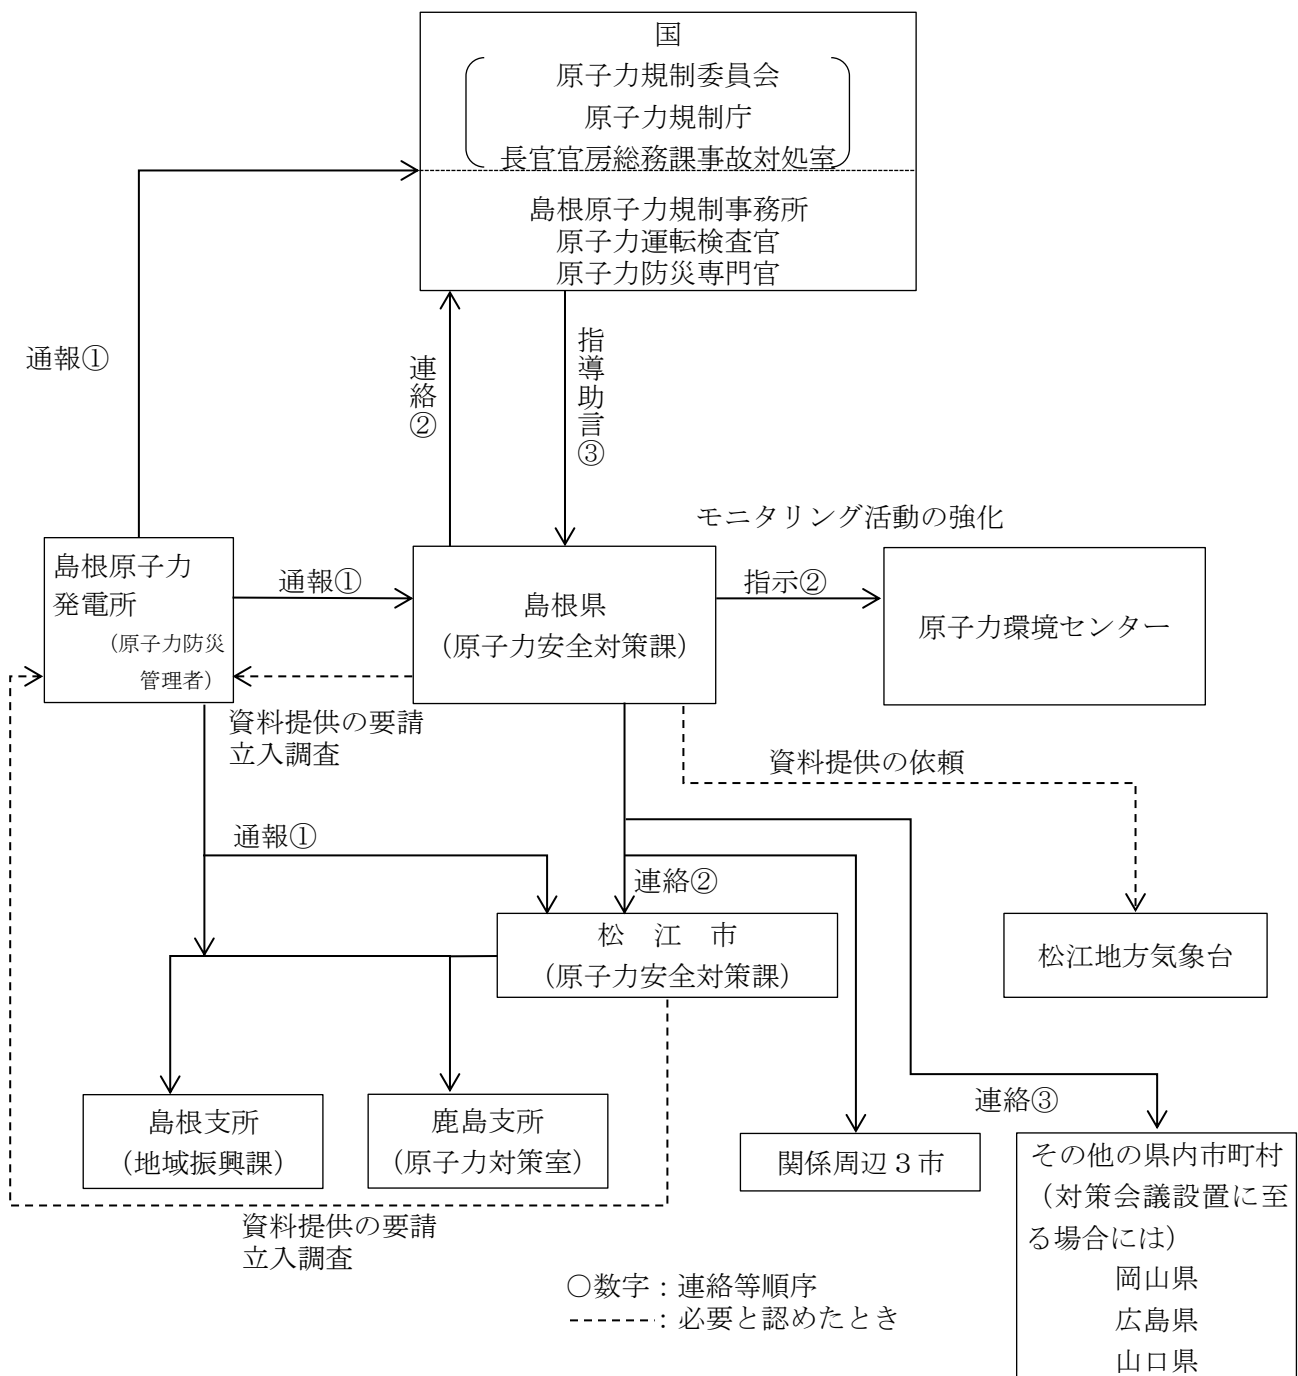 国
原子力規制委員会
原子力規制庁
長官官房総務課事故対処室
島根原子力規制事務所
原子力運転検査官
原子力防災専門官
通報①
連絡②
指導助言③
モニタリング活動の強化
島根原子力
発電所
(原子力防災
管理者)
通報①
島根県
(原子力安全対策課)
指示②
原子力環境センター
資料提供の要請
立入調査
資料提供の依頼
通報①
連絡②
松 江 市
(原子力安全対策課)
松江地方気象台
島根支所
(地域振興課)
鹿島支所
(原子力対策室)
関係周辺３市
連絡③
その他の県内市町村
(対策会議設置に至
る場合には)
岡山県
広島県
山口県
資料提供の要請
立入調査
○数字：連絡等順序
------：必要と認めたとき